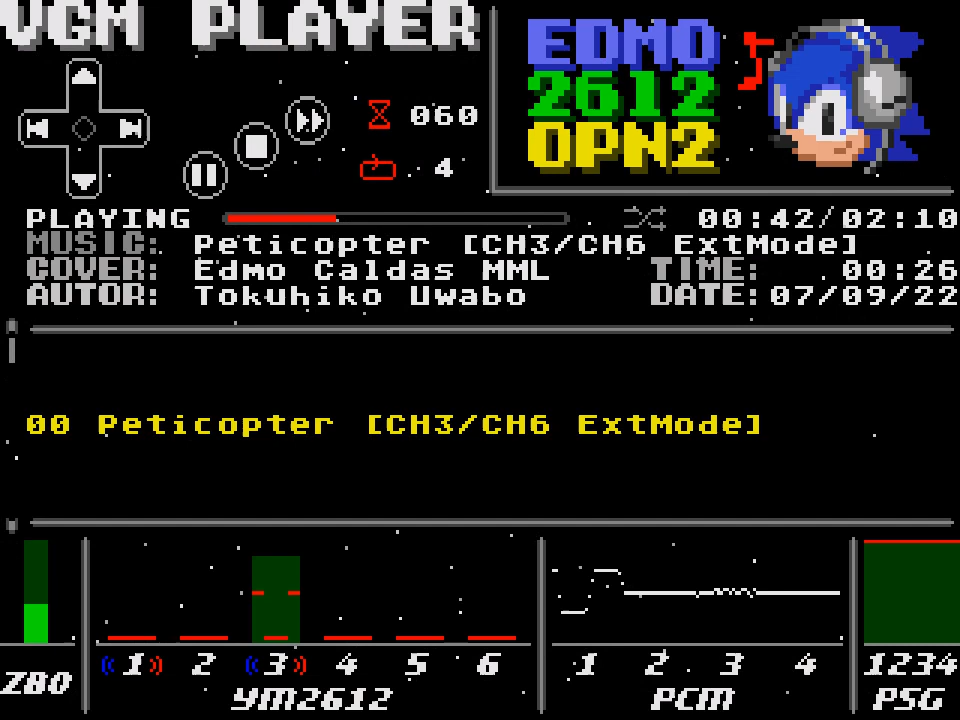 VGM PLAYER
EDMO
2612
OPN2
060
4
PLAYING 00:42/02:10
MUSIC: Peticopter [CH3/CH6 ExtMode]
COVER: Edmo Caldas MML TIME: 00:26
AUTOR: Tokuhiko Uwabo DATE: 07/09/22
00 Peticopter [CH3/CH6 ExtMode]
1 2 3 4 5 6 1 2 3 4 1234
Z80 YM2612 PCM PSG